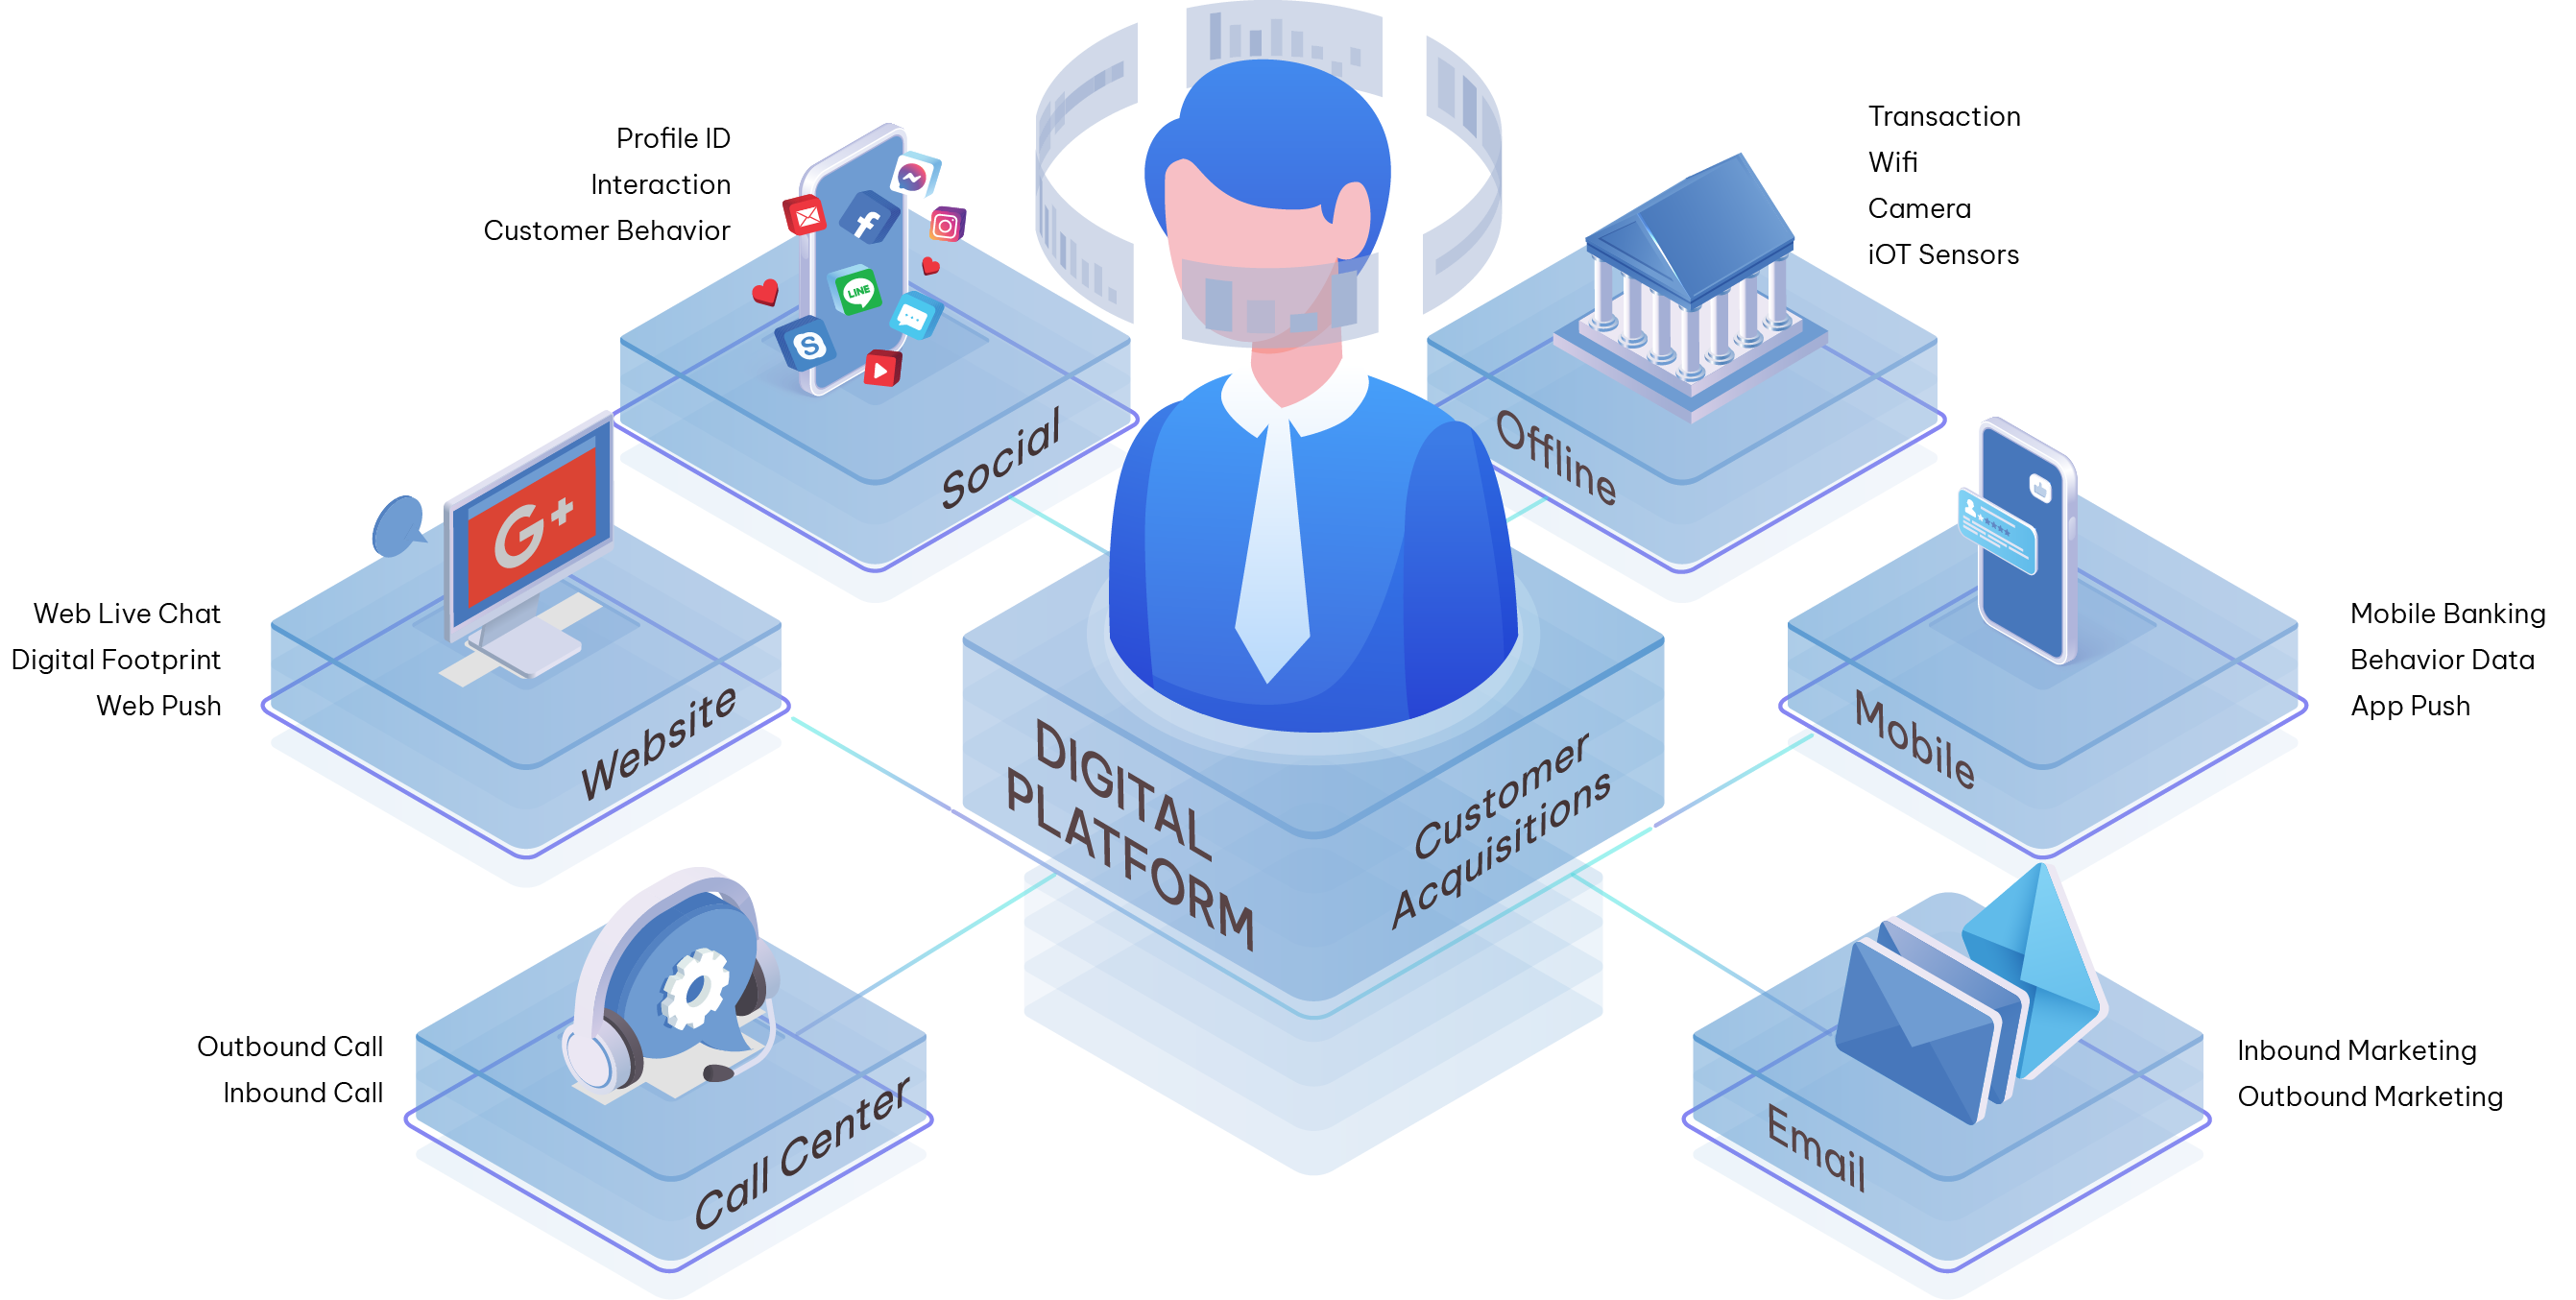 Profile ID
Interaction
Customer Behavior
Social
LINE
Transaction
Wifi
Camera
iOT Sensors
Offline
Web Live Chat
Digital Footprint
Web Push
G+
Website
Mobile Banking
Behavior Data
App Push
Mobile
DIGITAL
PLATFORM
Customer
Acquisitions
Outbound Call
Inbound Call
Call Center
Inbound Marketing
Outbound Marketing
Email